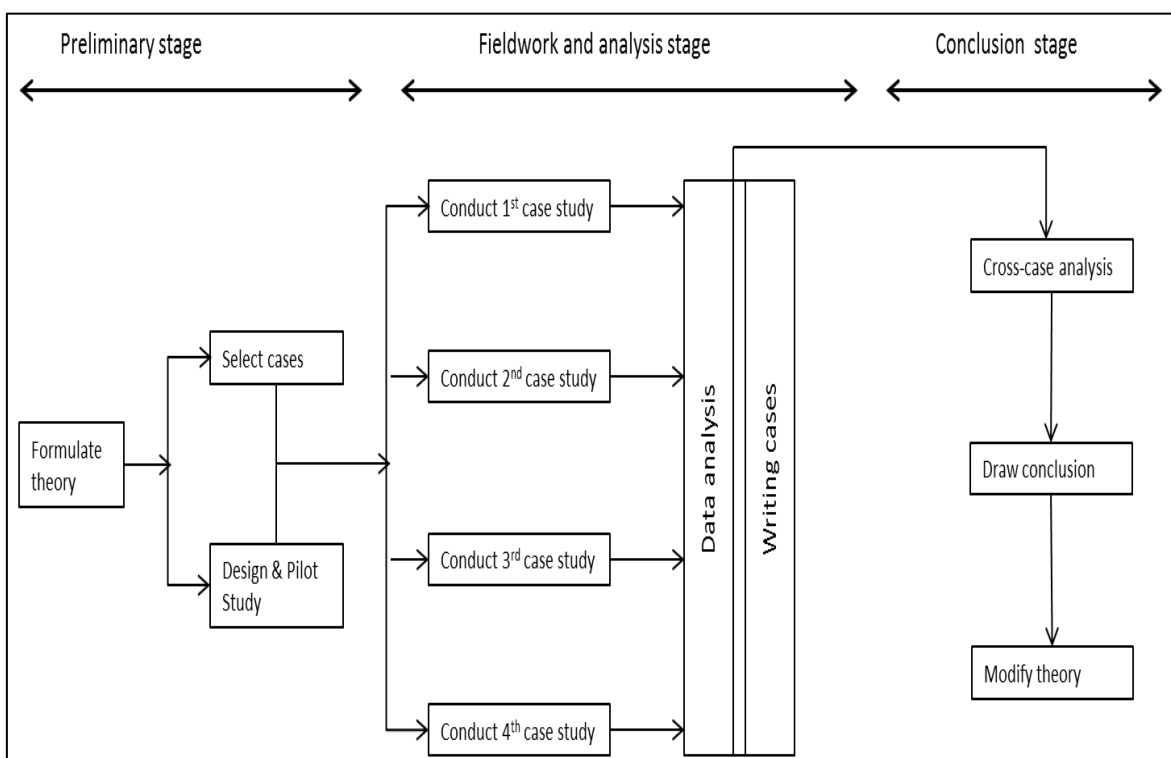 Preliminary stage
Fieldwork and analysis stage
Conclusion stage
Conduct 1st case study
Cross-case analysis
Select cases
Conduct 2nd case study
Formulate
theory
Data analysis
Writing cases
Draw conclusion
Design & Pilot
Study
Conduct 3rd case study
Modify theory
Conduct 4th case study